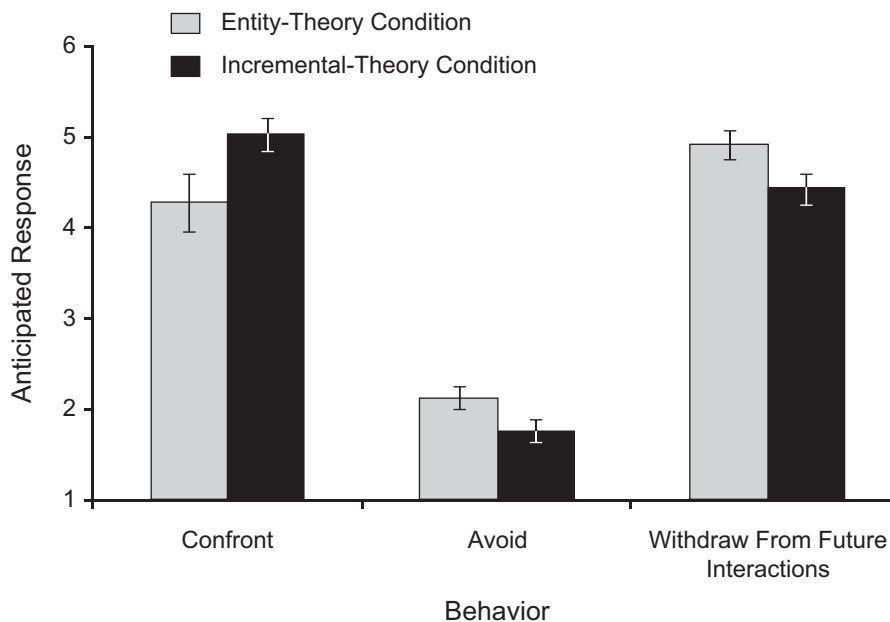 Entity-Theory Condition
Incremental-Theory Condition
6
5
4
3
2
1
Anticipated Response
Confront
Avoid
Withdraw From Future
Interactions
Behavior